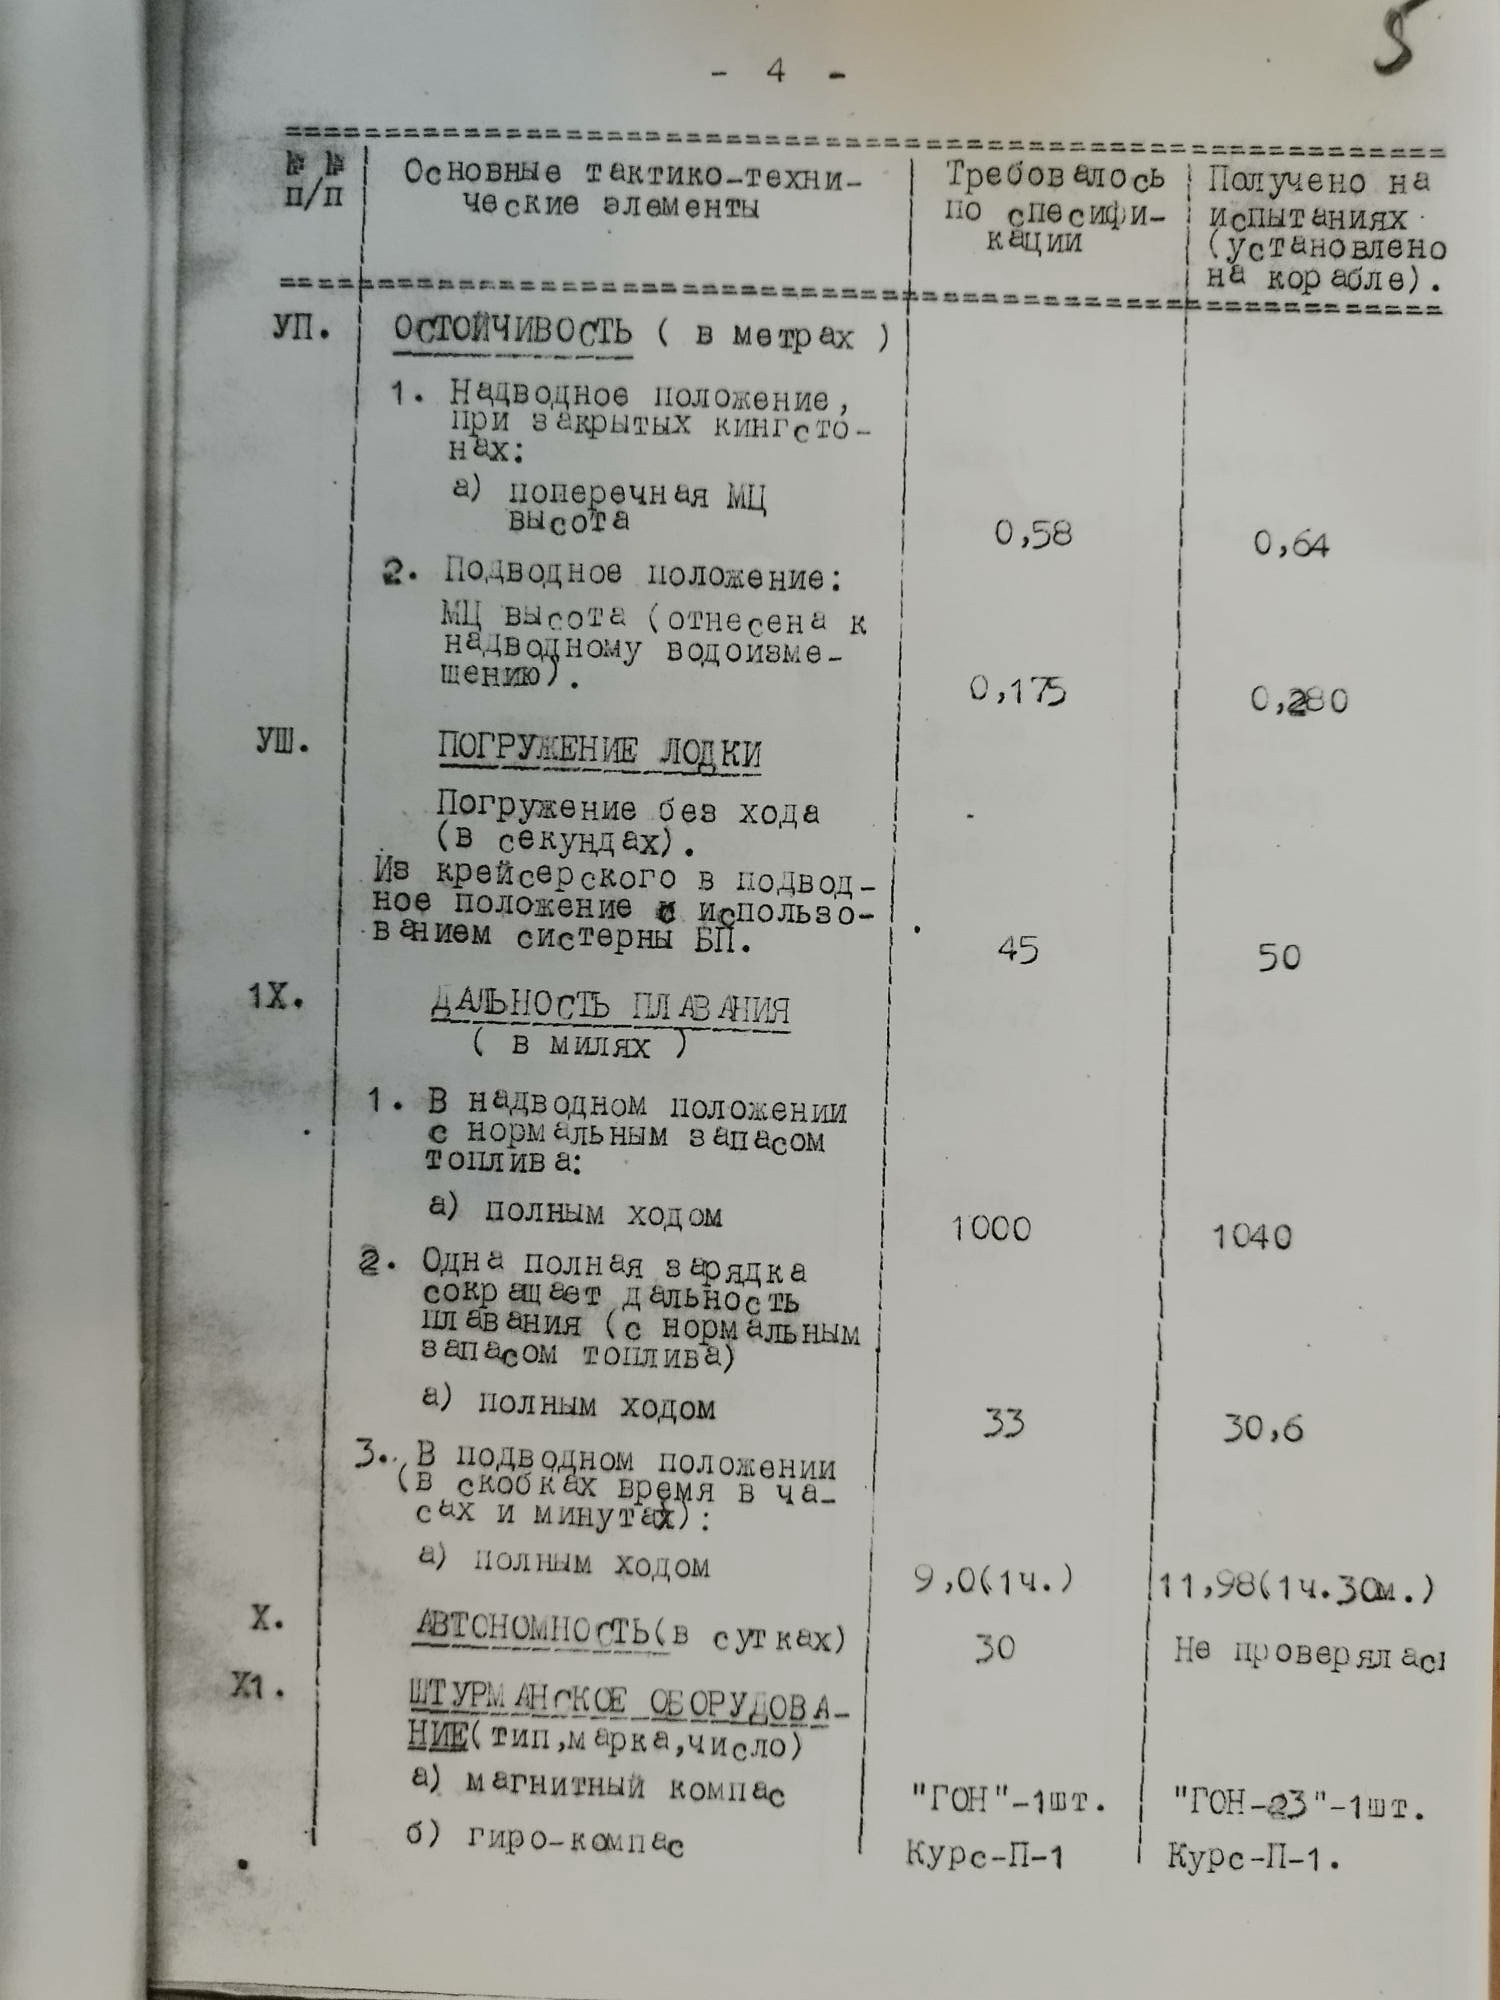 5
- 4 -
№ №
п/п
Основные тактико-техни-
ческие элементы
Требовалось
по спесифи-
кации
Получено на
испытаниях
(установлено
на корабле).
УП. ОСТОЙЧИВОСТЬ ( в метрах )
1. Надводное положение,
при закрытых кингсто-
нах:
а) поперечная МЦ
высота 0,58 0,64
2. Подводное положение:
МЦ высота (отнесена к
надводному водоизме-
щению). 0,175 0,280
УШ. ПОГРУЖЕНИЕ ЛОДКИ
Погружение без хода
(в секундах).
Из крейсерского в подвод-
ное положение с использо-
ванием систерны БП. 45 50
1Х. ДАЛЬНОСТЬ ПЛАВАНИЯ
( в милях )
1. В надводном положении
с нормальным запасом
топлива:
а) полным ходом 1000 1040
2. Одна полная зарядка
сокращает дальность
плавания (с нормальным
запасом топлива)
а) полным ходом 33 30,6
3. В подводном положении
(в скобках время в ча-
сах и минутах):
а) полным ходом 9,0(1ч.) 11,98(1ч.30м.)
Х. АВТОНОМНОСТЬ(в сутках) 30 Не проверялась
Х1. ШТУРМАНСКОЕ ОБОРУДОВА-
НИЕ(тип,марка,число)
а) магнитный компас "ГОН"-1шт. "ГОН-23"-1шт.
б) гиро-компас Курс-П-1 Курс-П-1.